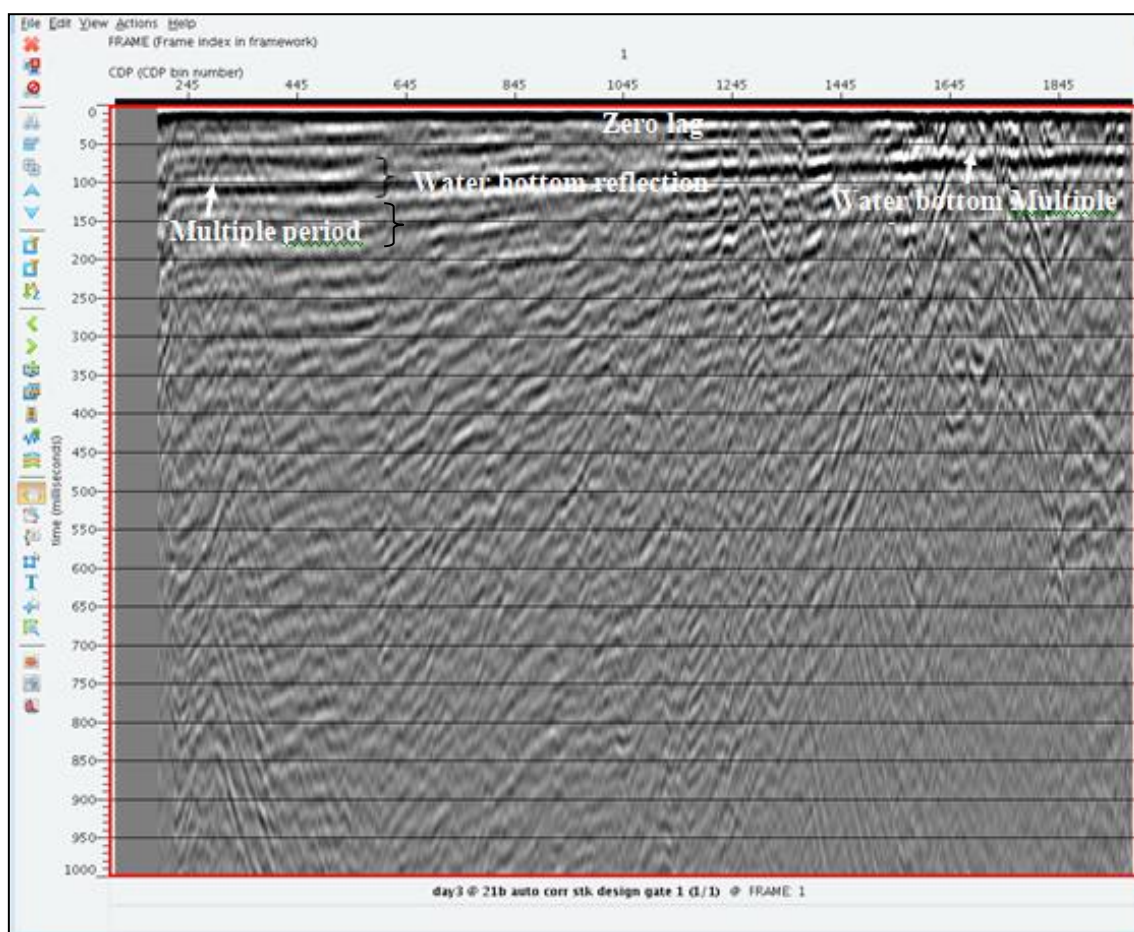 File Edit View Actions Help
FRAME (Frame index in framework)
1
CDP (CDP bin number)
245 445 645 845 1045 1245 1445 1645 1845
0
Zero lag
50
100
Water bottom reflection
Water bottom Multiple
150
Multiple period
200
250
300
350
400
450
500
550
600
650
700
750
800
850
900
950
1000
time (milliseconds)
T
day3 @ 21b auto corr stk design gate 1 (1/1) @ FRAME: 1